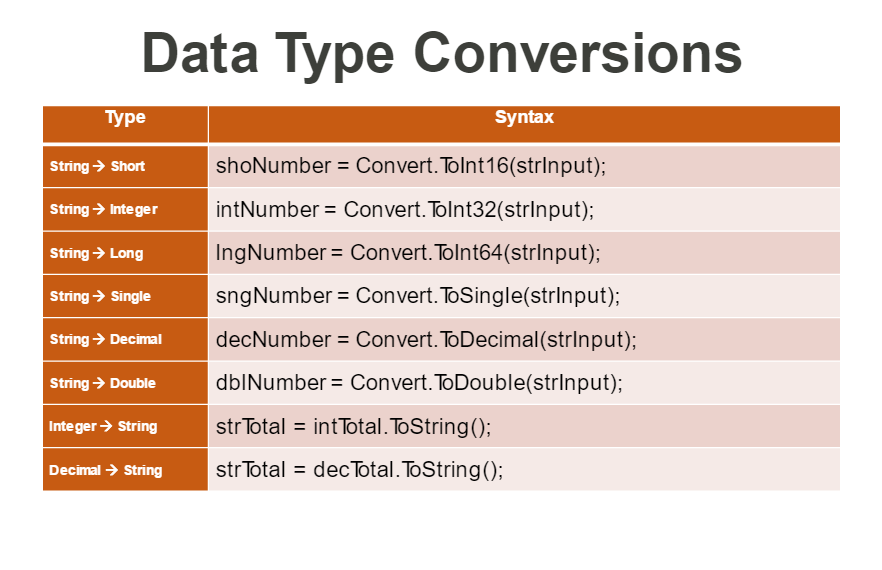 Data Type Conversions
Type Syntax
String → Short shoNumber = Convert.ToInt16(strInput);
String → Integer intNumber = Convert.ToInt32(strInput);
String → Long lngNumber = Convert.ToInt64(strInput);
String → Single sngNumber = Convert.ToSingle(strInput);
String → Decimal decNumber = Convert.ToDecimal(strInput);
String → Double dblNumber = Convert.ToDouble(strInput);
Integer → String strTotal = intTotal.ToString();
Decimal → String strTotal = decTotal.ToString();